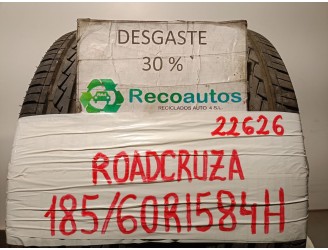 DESGASTE
30 %
Recoautos
RECICLADOS AUTO 4 S.L.
22626
ROADCRUZA
185/60R1584H